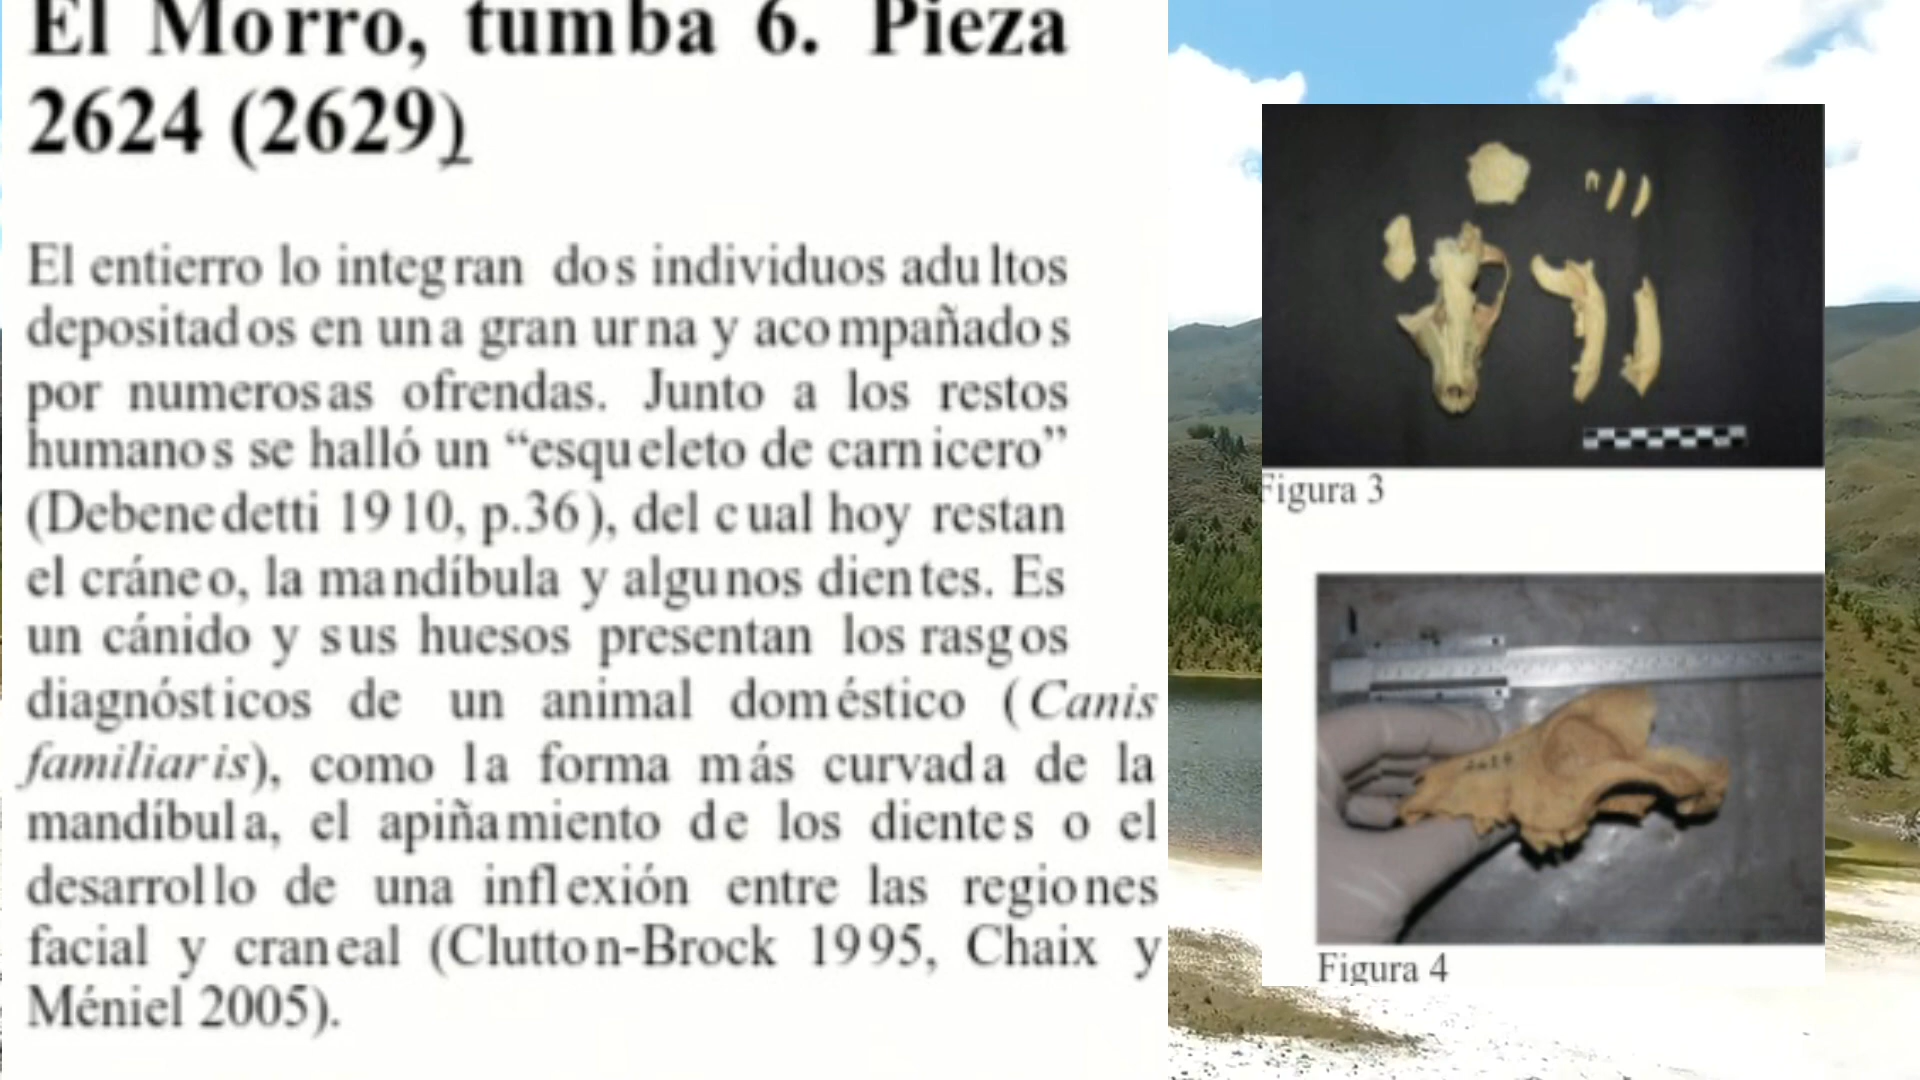 El Morro, tumba 6. Pieza
2624 (2629)
El entierro lo integran dos individuos adultos
depositados en una gran urna y acompañados
por numerosas ofrendas. Junto a los restos
humanos se halló un “esqueleto de carnicero”
(Debenedetti 1910, p.36), del cual hoy restan
el cráneo, la mandíbula y algunos dientes. Es
un cánido y sus huesos presentan los rasgos
diagnósticos de un animal doméstico (Canis
familiaris), como la forma más curvada de la
mandíbula, el apiñamiento de los dientes o el
desarrollo de una inflexión entre las regiones
facial y craneal (Clutton-Brock 1995, Chaix y
Méniel 2005).
Figura 3
Figura 4